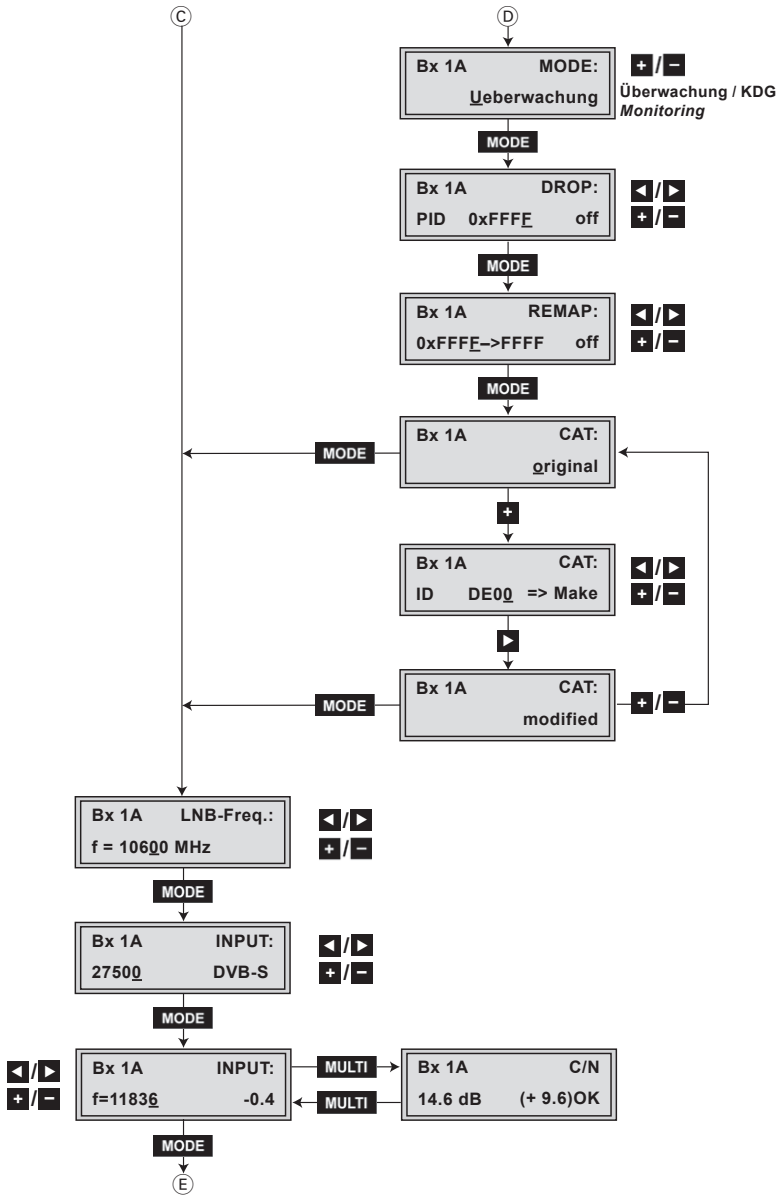 C
D
Bx 1A MODE:
Ueberwachung
+/−
Überwachung / KDG
Monitoring
MODE
Bx 1A DROP:
PID 0xFFFF off
◄/►
+/−
MODE
Bx 1A REMAP:
0xFFFF–>FFFF off
◄/►
+/−
MODE
Bx 1A CAT:
original
MODE
+
Bx 1A CAT:
ID DE00 => Make
◄/►
+/−
►
Bx 1A CAT:
modified
MODE
+/−
Bx 1A LNB-Freq.:
f = 10600 MHz
◄/►
+/−
MODE
Bx 1A INPUT:
27500 DVB-S
◄/►
+/−
MODE
◄/►
+/−
Bx 1A INPUT:
f=11836 -0.4
MULTI
MULTI
Bx 1A C/N
14.6 dB (+ 9.6)OK
MODE
E